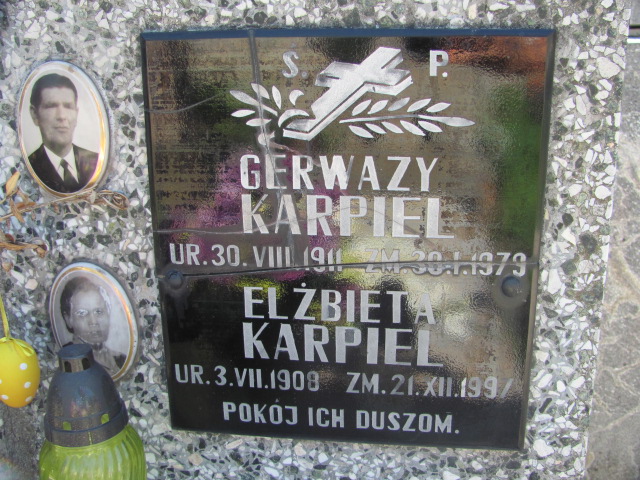 Ś. P.
GERWAZY
KARPIEL
UR. 30. VIII. 1911 ZM. 30. I. 1979
ELŻBIETA
KARPIEL
UR. 3. VII. 1908 ZM. 21. XII. 1997
POKÓJ ICH DUSZOM.